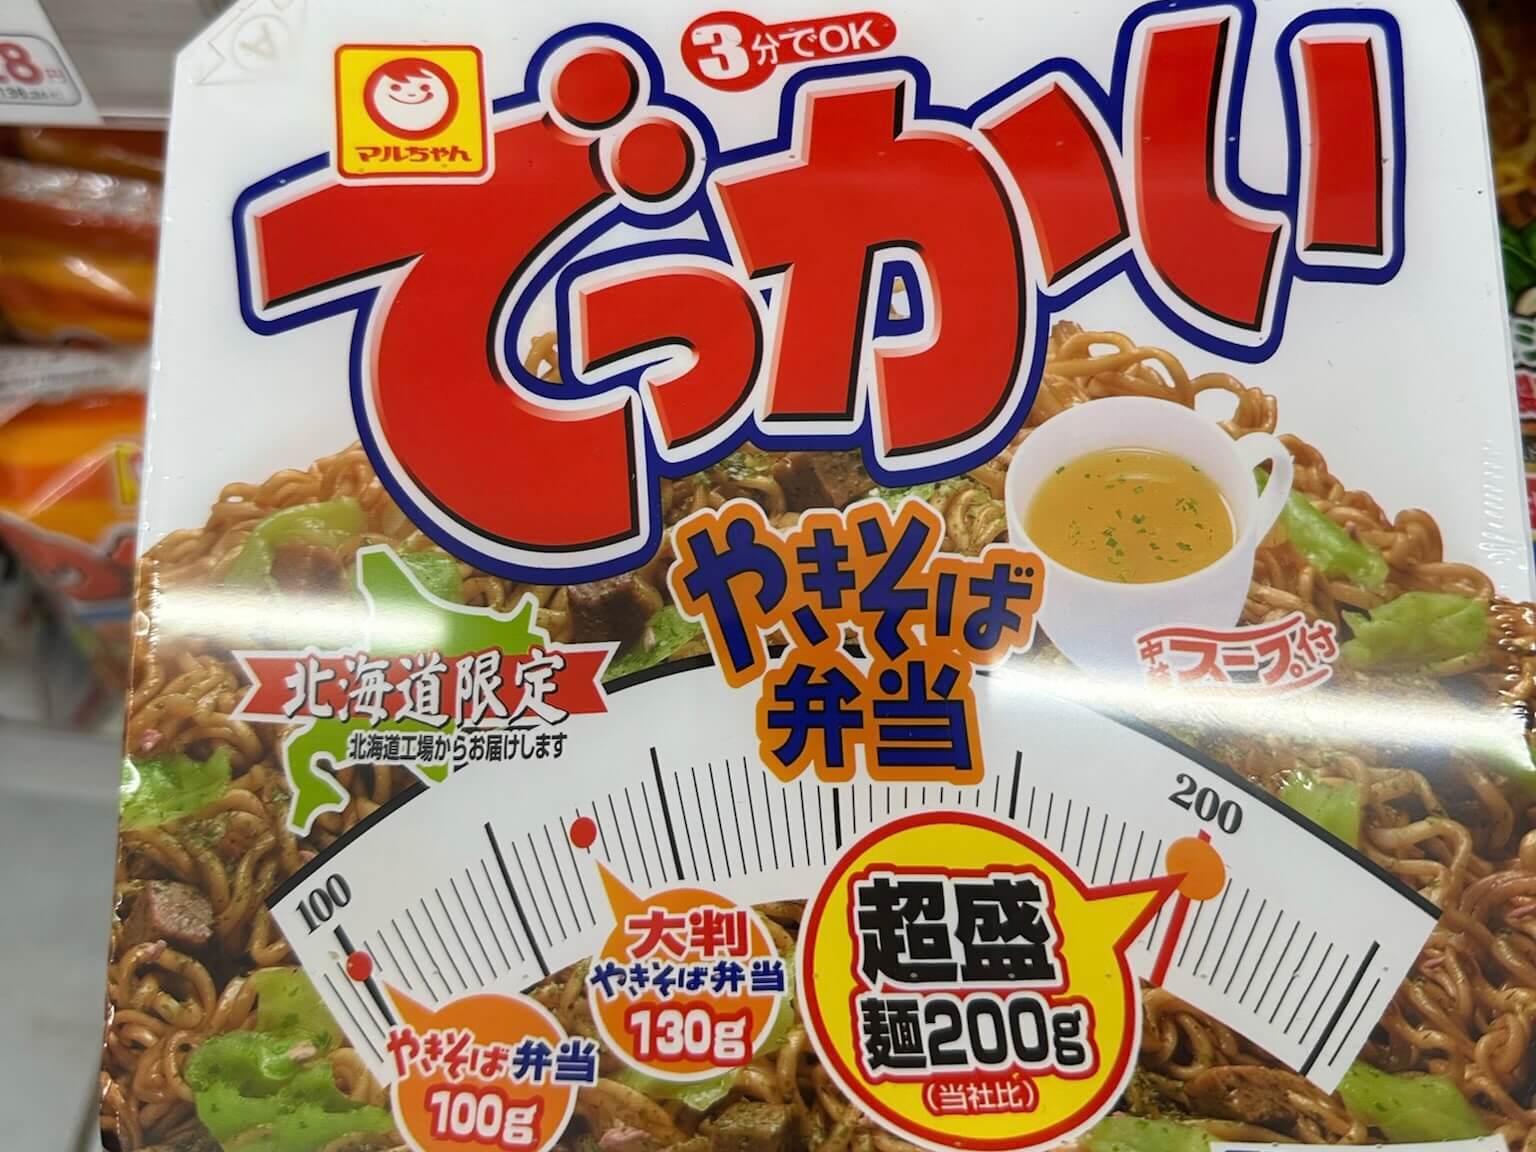 3分でOK
マルちゃん
でっかい
やきそば
弁当
中華スープ付
北海道限定
北海道工場からお届けします
100
200
やきそば弁当
100g
大判
やきそば弁当
130g
超盛
麺200g
(当社比)